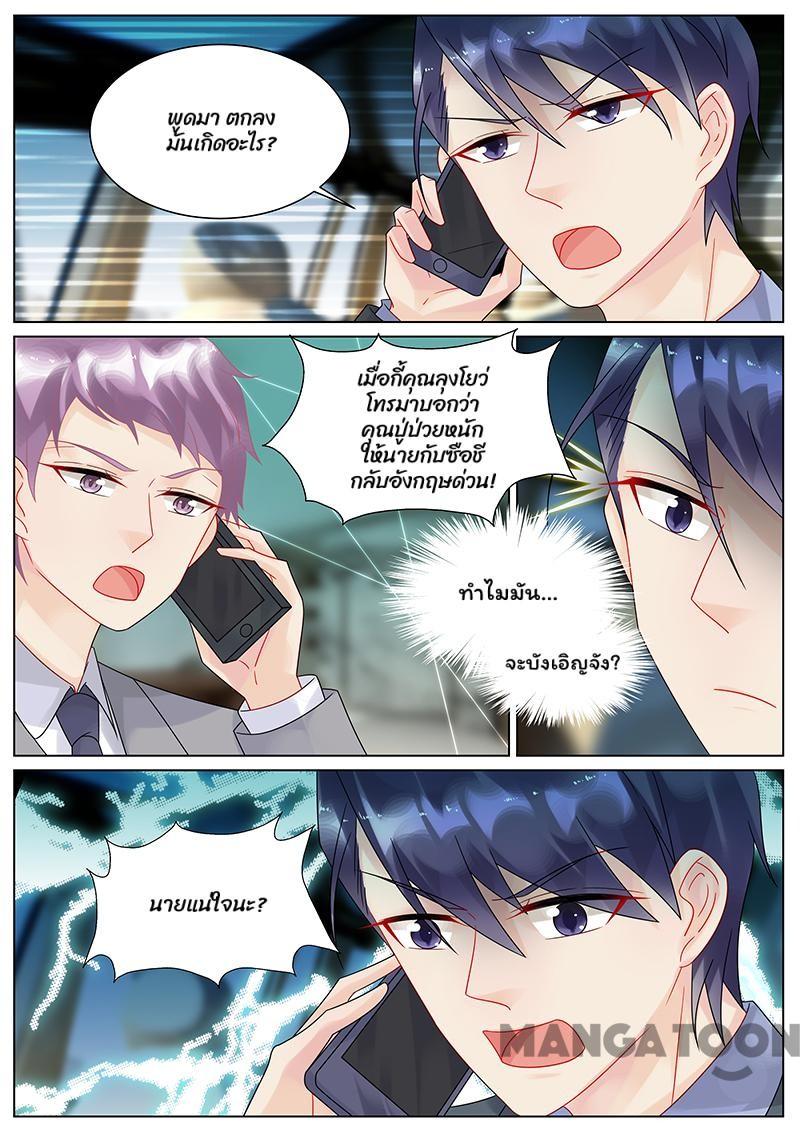 พูดมา ตกลง
มันเกิดอะไร?
เมื่อกี้คุณลุงโยว่
โทรมาบอกว่า
คุณปู่ป่วยหนัก
ให้นายกับซือชี
กลับอังกฤษด่วน!
ทำไมมัน...
จะบังเอิญจัง?
นายแน่ใจนะ?
MANGATOON